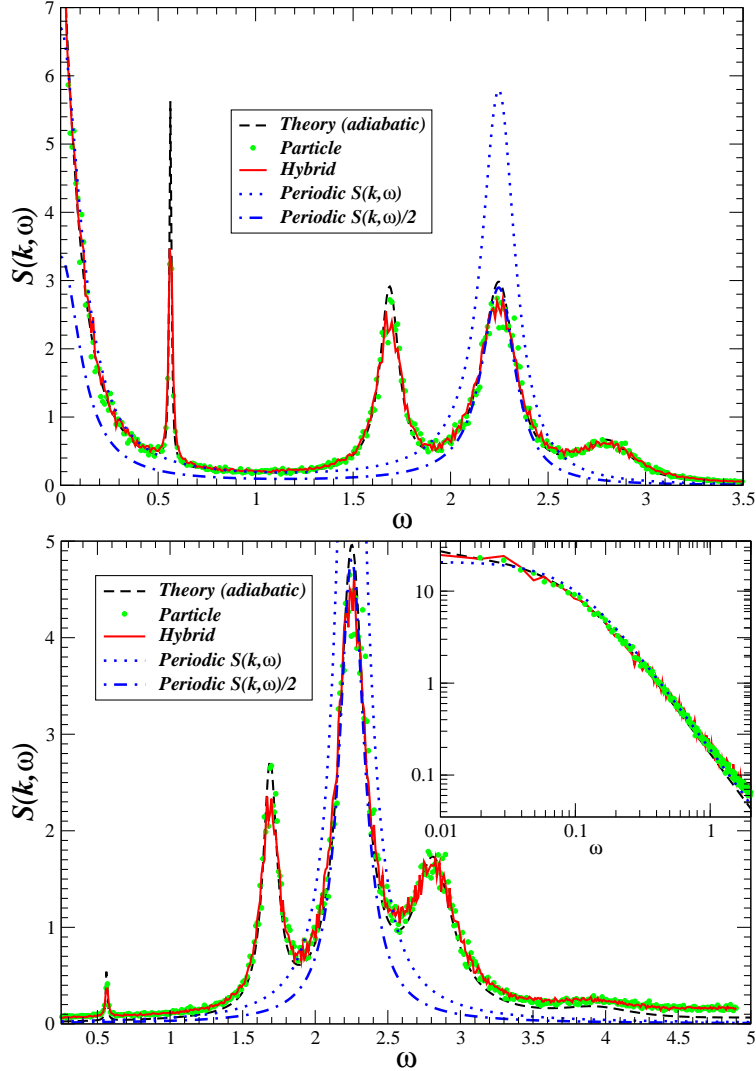 7
6
5
4
3
2
1
0
S(k,ω)
Theory (adiabatic)
Particle
Hybrid
Periodic S(k,ω)
Periodic S(k,ω)/2
0 0.5 1 1.5 2 2.5 3 3.5
ω
5
4
3
2
1
0
S(k,ω)
Theory (adiabatic)
Particle
Hybrid
Periodic S(k,ω)
Periodic S(k,ω)/2
10
1
0.1
0.01 0.1 1
ω
0.5 1 1.5 2 2.5 3 3.5 4 4.5 5
ω